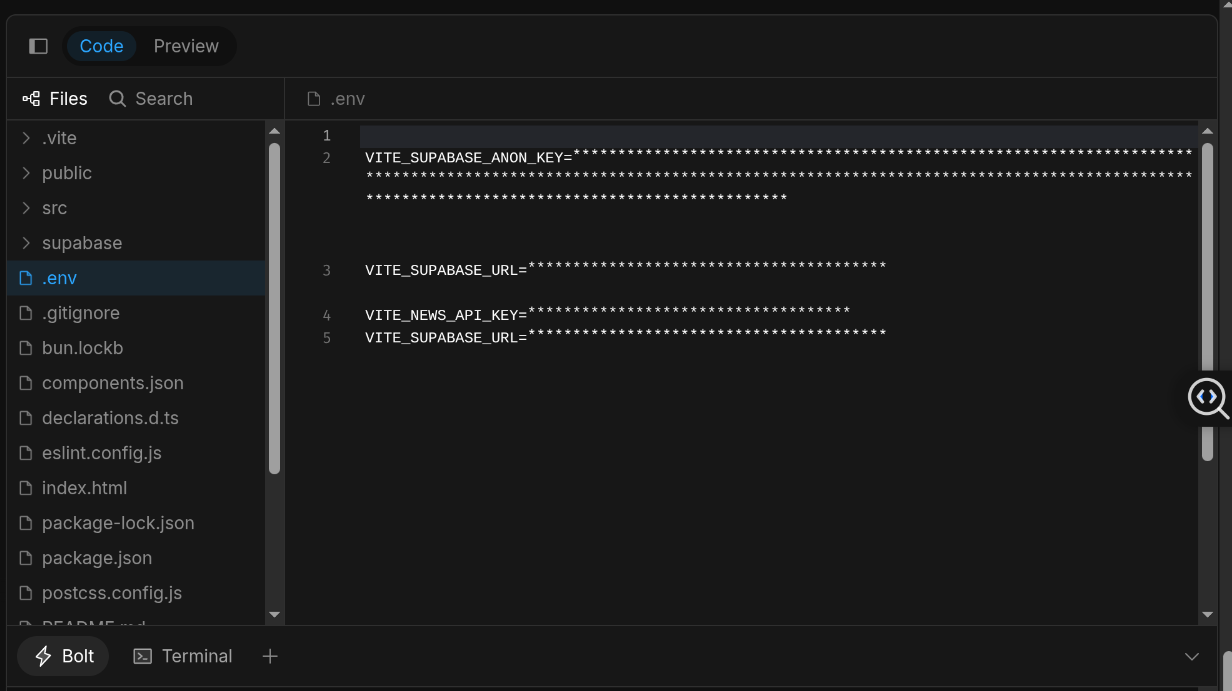 Code Preview
Files Search
.env
.vite
public
src
supabase
.env
.gitignore
bun.lockb
components.json
declarations.d.ts
eslint.config.js
index.html
package-lock.json
package.json
postcss.config.js
README.md
1
2 VITE_SUPABASE_ANON_KEY=*********************************************************************
********************************************************************************************
***********************************************
3 VITE_SUPABASE_URL=****************************************
4 VITE_NEWS_API_KEY=************************************
5 VITE_SUPABASE_URL=****************************************
Bolt Terminal